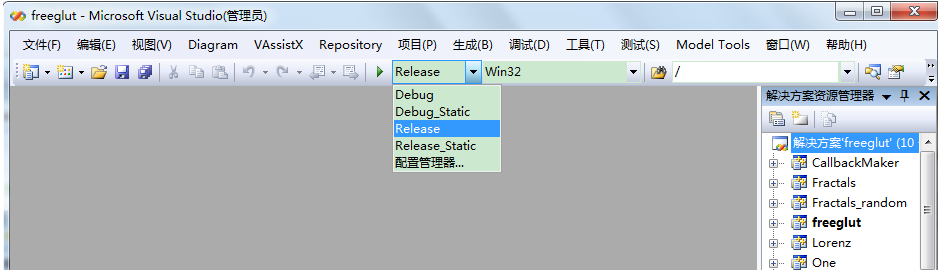 freeglut - Microsoft Visual Studio(管理员)
文件(F) 编辑(E) 视图(V) Diagram VAssistX Repository 项目(P) 生成(B) 调试(D) 工具(T) 测试(S) Model Tools 窗口(W) 帮助(H)
Release Win32 /
Debug
Debug_Static
Release
Release_Static
配置管理器...
解决方案资源管理器
解决方案'freeglut' (10
CallbackMaker
Fractals
Fractals_random
freeglut
Lorenz
One